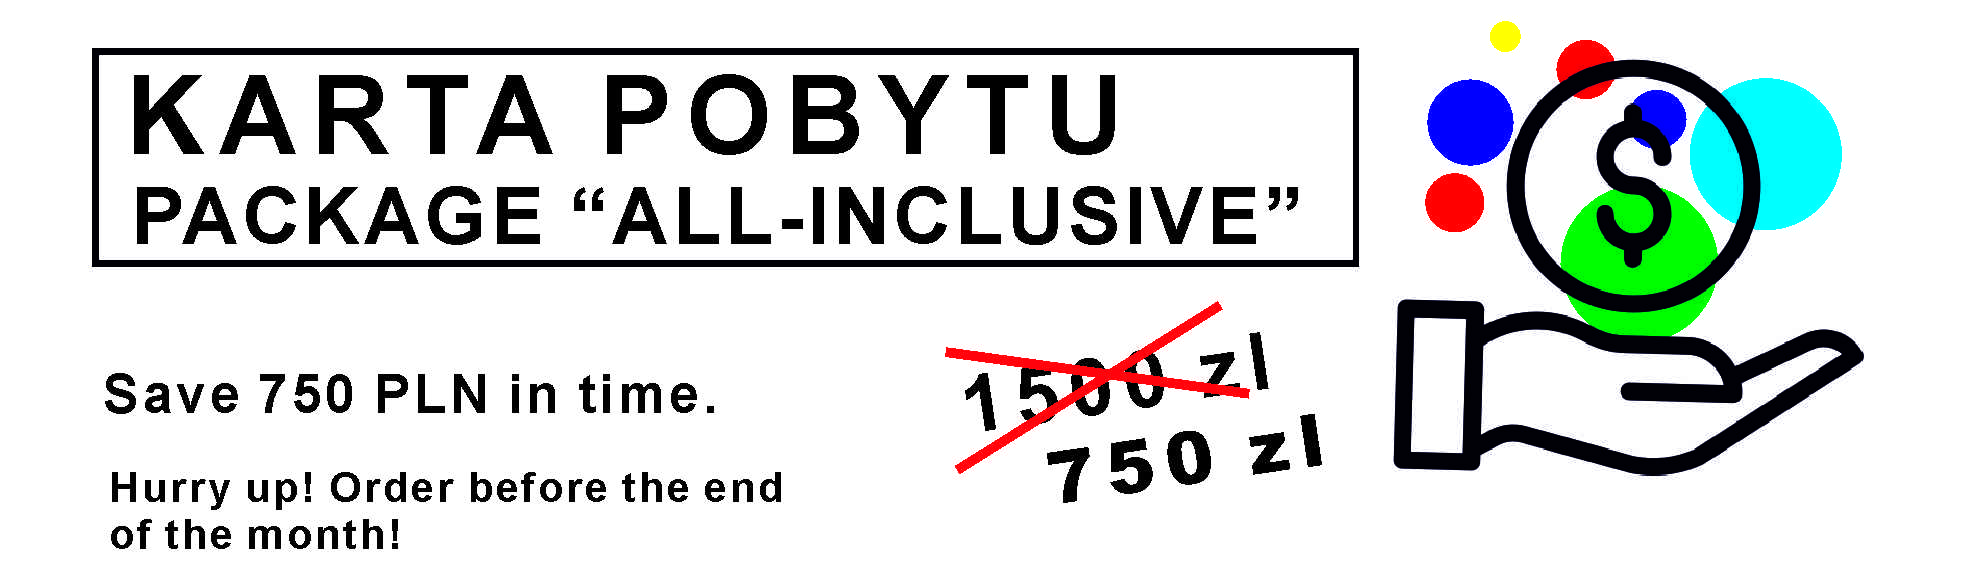 KARTA POBYTU
PACKAGE “ALL-INCLUSIVE”
Save 750 PLN in time.
1500 zl
750 zl
Hurry up! Order before the end
of the month!
$